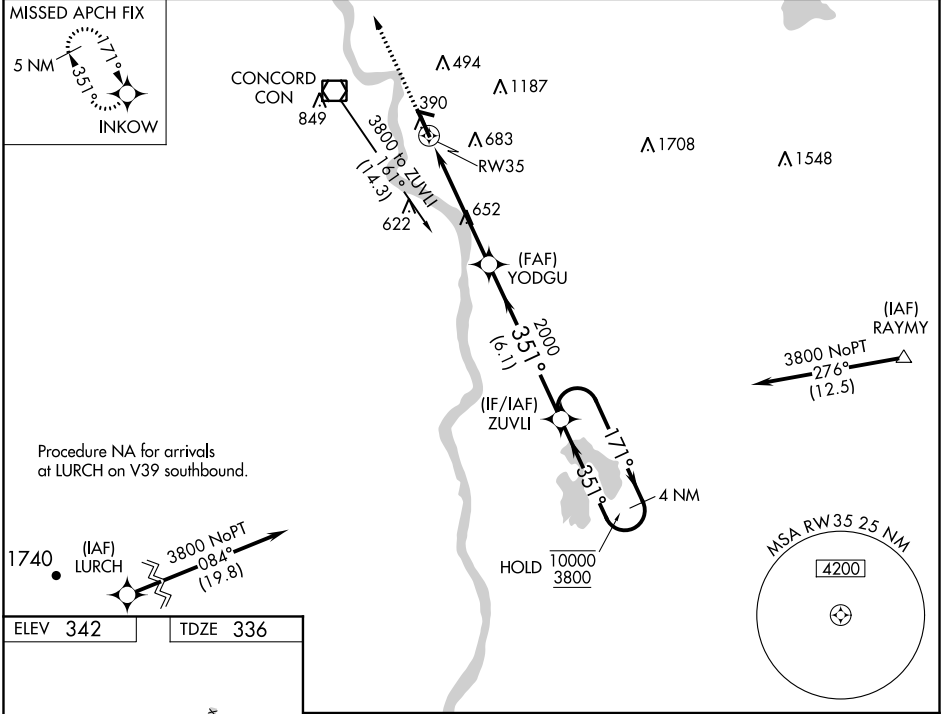 MISSED APCH FIX
5 NM
171°
351°
INKOW
CONCORD
CON
849
3800 to ZUVLI
161°
(14.3)
622
494
1187
390
683
RW35
1708
1548
652
(FAF)
YODGU
2000
351°
(6.1)
(IAF)
RAYMY
3800 NoPT
276°
(12.5)
(IF/IAF)
ZUVLI
171°
351°
4 NM
HOLD
10000
3800
Procedure NA for arrivals
at LURCH on V39 southbound.
1740
(IAF)
LURCH
3800 NoPT
084°
(19.8)
MSA RW35 25 NM
4200
ELEV 342
TDZE 336